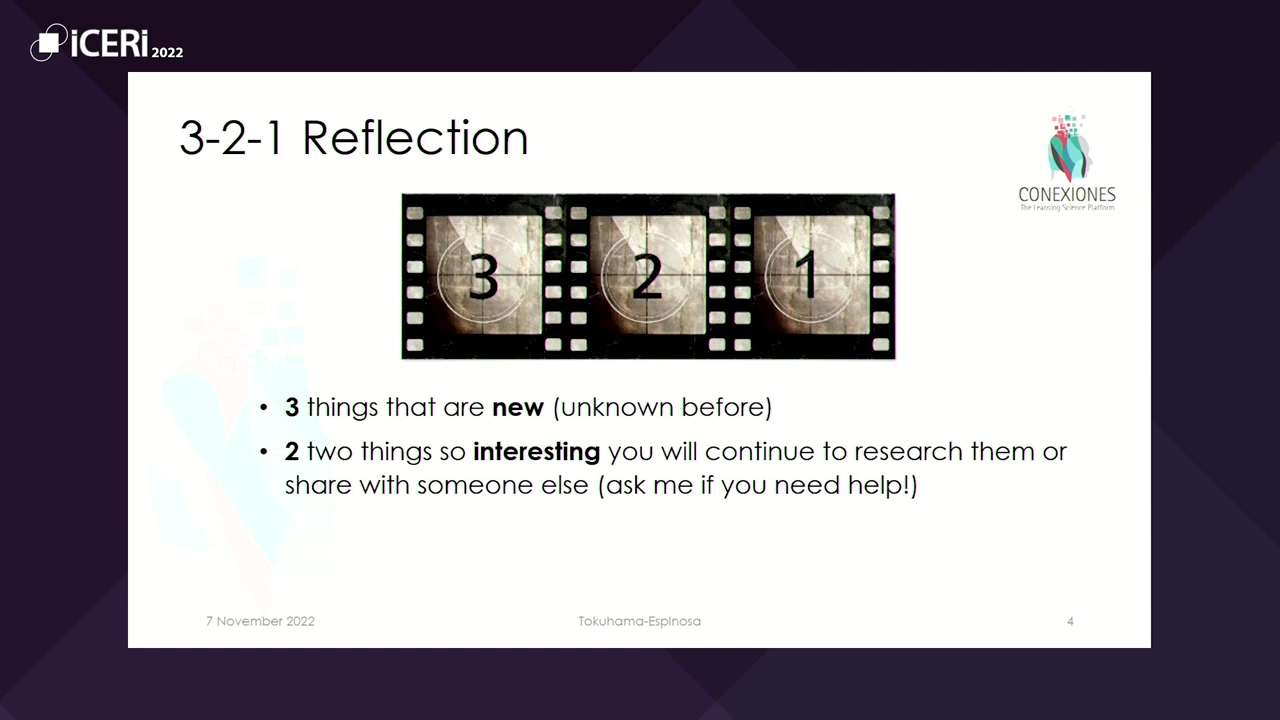 iCERi 2022
3-2-1 Reflection
CONEXIONES
The Learning Science Platform
3 2 1
• 3 things that are new (unknown before)
• 2 two things so interesting you will continue to research them or
share with someone else (ask me if you need help!)
7 November 2022 Tokuhama-Espinosa 4